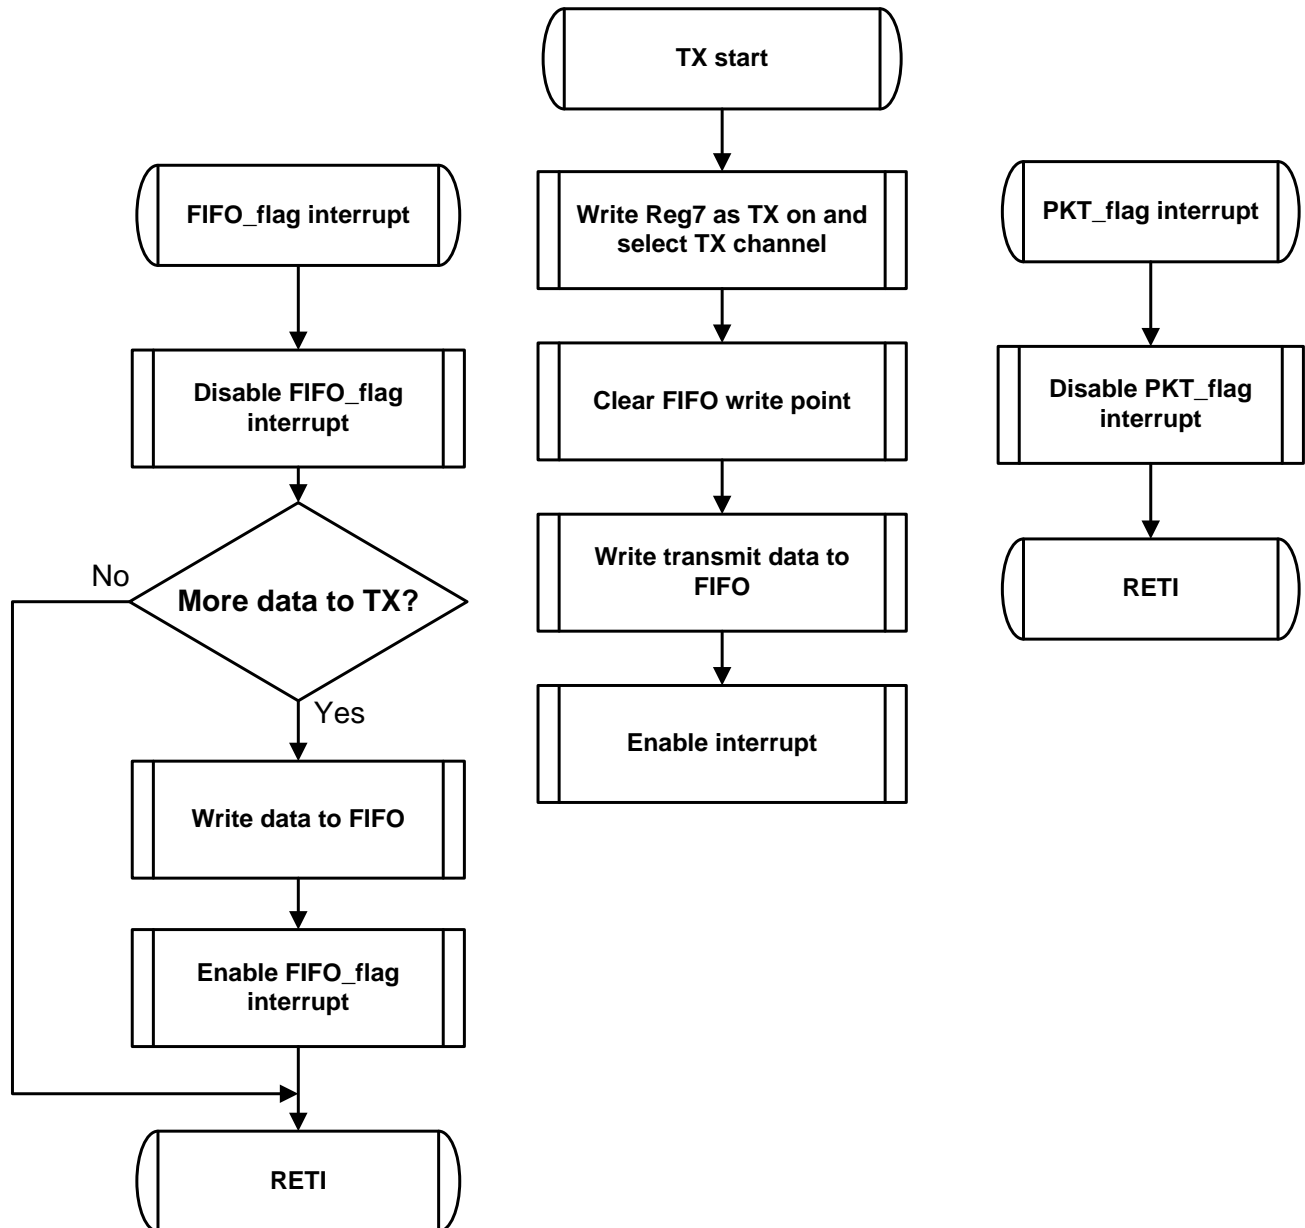 TX start
Write Reg7 as TX on and
select TX channel
Clear FIFO write point
Write transmit data to
FIFO
Enable interrupt
FIFO_flag interrupt
Disable FIFO_flag
interrupt
No
More data to TX?
Yes
Write data to FIFO
Enable FIFO_flag
interrupt
RETI
PKT_flag interrupt
Disable PKT_flag
interrupt
RETI